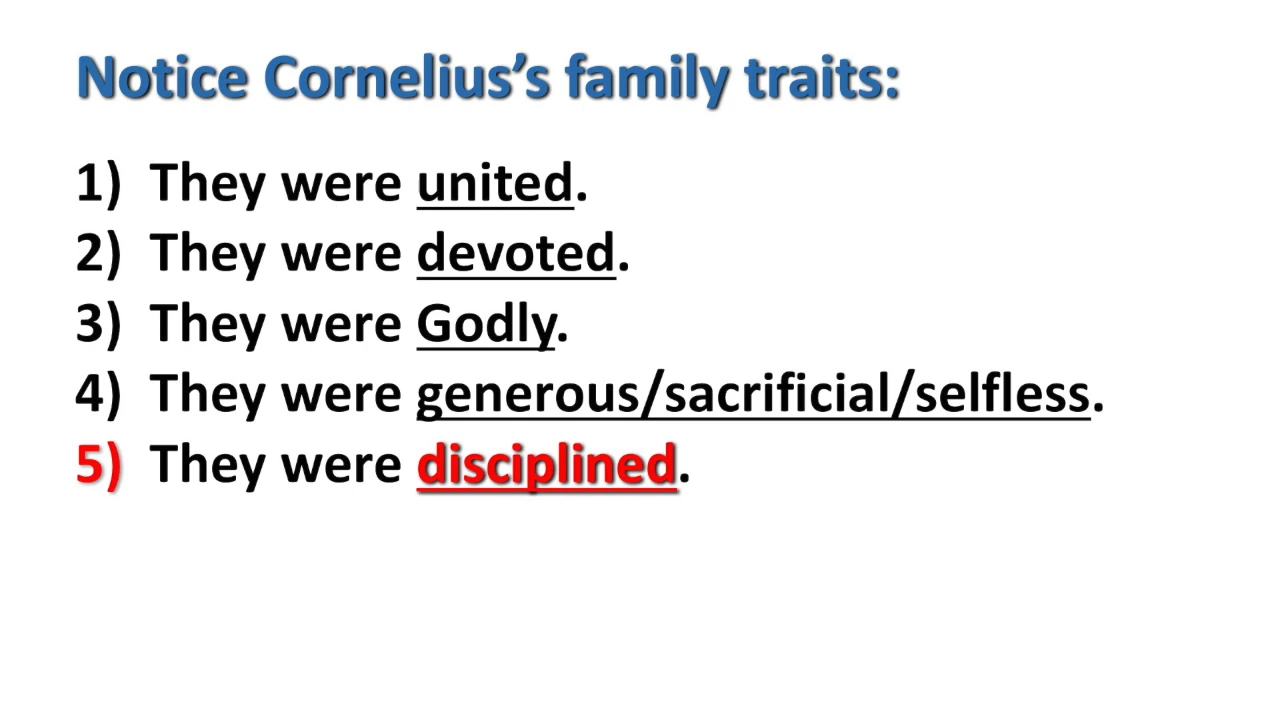 Notice Cornelius’s family traits:
1) They were united.
2) They were devoted.
3) They were Godly.
4) They were generous/sacrificial/selfless.
5) They were disciplined.